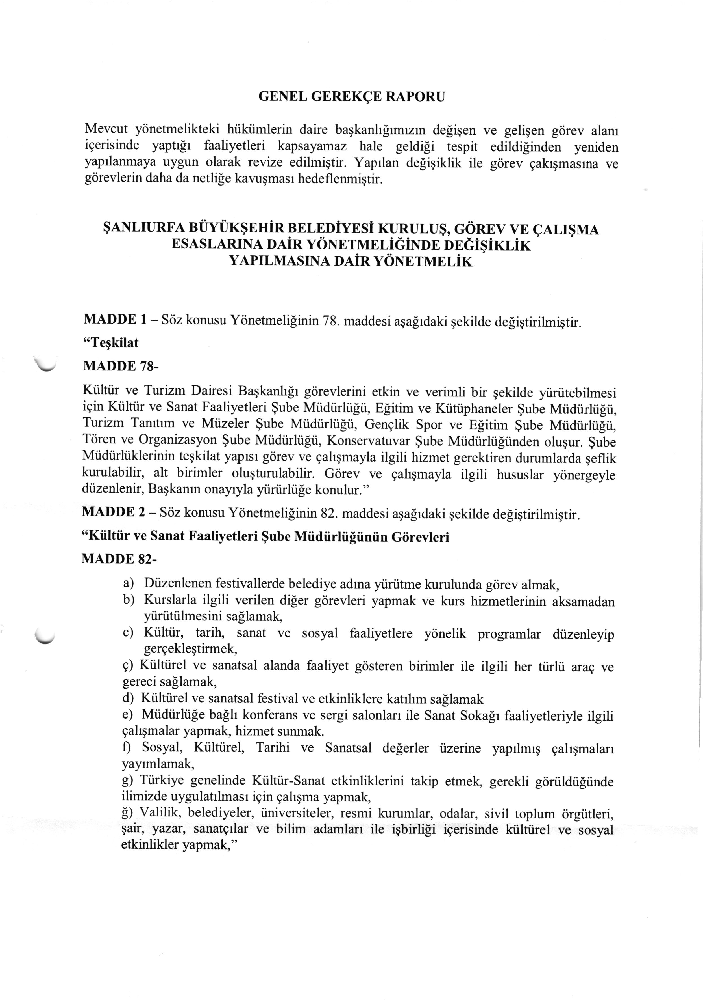 GENEL GEREKÇE RAPORU
Mevcut yönetmelikteki hükümlerin daire başkanlığımızın değişen ve gelişen görev alanı
içerisinde yaptığı faaliyetleri kapsayamaz hale geldiği tespit edildiğinden yeniden
yapılanmaya uygun olarak revize edilmiştir. Yapılan değişiklik ile görev çakışmasına ve
görevlerin daha da netliğe kavuşması hedeflenmiştir.
ŞANLIURFA BÜYÜKŞEHİR BELEDİYESİ KURULUŞ, GÖREV VE ÇALIŞMA
ESASLARINA DAİR YÖNETMELİĞİNDE DEĞİŞİKLİK
YAPILMASINA DAİR YÖNETMELİK
MADDE 1 – Söz konusu Yönetmeliğinin 78. maddesi aşağıdaki şekilde değiştirilmiştir.
“Teşkilat
MADDE 78-
Kültür ve Turizm Dairesi Başkanlığı görevlerini etkin ve verimli bir şekilde yürütebilmesi
için Kültür ve Sanat Faaliyetleri Şube Müdürlüğü, Eğitim ve Kütüphaneler Şube Müdürlüğü,
Turizm Tanıtım ve Müzeler Şube Müdürlüğü, Gençlik Spor ve Eğitim Şube Müdürlüğü,
Tören ve Organizasyon Şube Müdürlüğü, Konservatuvar Şube Müdürlüğünden oluşur. Şube
Müdürlüklerinin teşkilat yapısı görev ve çalışmayla ilgili hizmet gerektiren durumlarda şeflik
kurulabilir, alt birimler oluşturulabilir. Görev ve çalışmayla ilgili hususlar yönergeyle
düzenlenir, Başkanın onayıyla yürürlüğe konulur.”
MADDE 2 – Söz konusu Yönetmeliğinin 82. maddesi aşağıdaki şekilde değiştirilmiştir.
“Kültür ve Sanat Faaliyetleri Şube Müdürlüğünün Görevleri
MADDE 82-
a) Düzenlenen festivallerde belediye adına yürütme kurulunda görev almak,
b) Kurslarla ilgili verilen diğer görevleri yapmak ve kurs hizmetlerinin aksamadan
yürütülmesini sağlamak,
c) Kültür, tarih, sanat ve sosyal faaliyetlere yönelik programlar düzenleyip
gerçekleştirmek,
ç) Kültürel ve sanatsal alanda faaliyet gösteren birimler ile ilgili her türlü araç ve
gereci sağlamak,
d) Kültürel ve sanatsal festival ve etkinliklere katılım sağlamak
e) Müdürlüğe bağlı konferans ve sergi salonları ile Sanat Sokağı faaliyetleriyle ilgili
çalışmalar yapmak, hizmet sunmak.
f) Sosyal, Kültürel, Tarihi ve Sanatsal değerler üzerine yapılmış çalışmaları
yayımlamak,
g) Türkiye genelinde Kültür-Sanat etkinliklerini takip etmek, gerekli görüldüğünde
ilimizde uygulatılması için çalışma yapmak,
ğ) Valilik, belediyeler, üniversiteler, resmi kurumlar, odalar, sivil toplum örgütleri,
şair, yazar, sanatçılar ve bilim adamları ile işbirliği içerisinde kültürel ve sosyal
etkinlikler yapmak,”